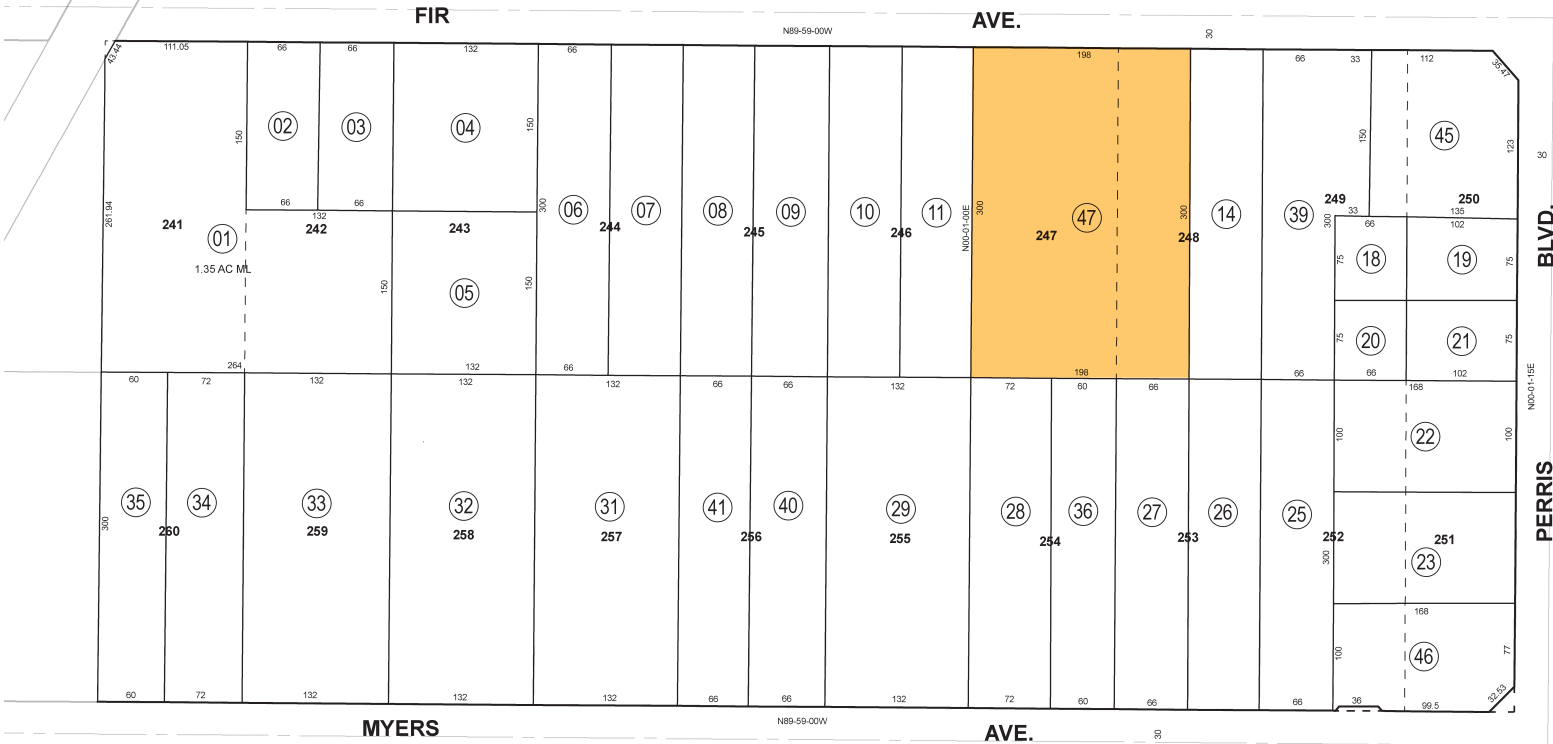 FIR AVE.
N89-59-00W
30
43.44 111.05 66 66 132 66 198 66 33 112 35.47
150 02 03 04 150 150 45 123 30
66 66 132
261.94 241 01 242 243 300 06 244 07 08 245 09 10 246 11 N00-01-00E 300 247 47 300 248 14 39 249 33 250 135
1.35 AC ML
300 66 102
150 05 150 75 18 75 19
BLVD.
75 20 75 21
264 132 66 198 66 66 102
60 72 132 132 132 66 66 132 72 60 66 168
N00-01-15E
100 22 100
35 34 33 32 31 41 40 29 28 36 27 26 25
300 260 259 258 257 256 255 254 253 252 251
300 23
PERRIS
168
100 46 77
60 72 132 132 132 66 66 132 72 60 66 66 36 99.5 32.53
N89-59-00W
MYERS AVE.
30